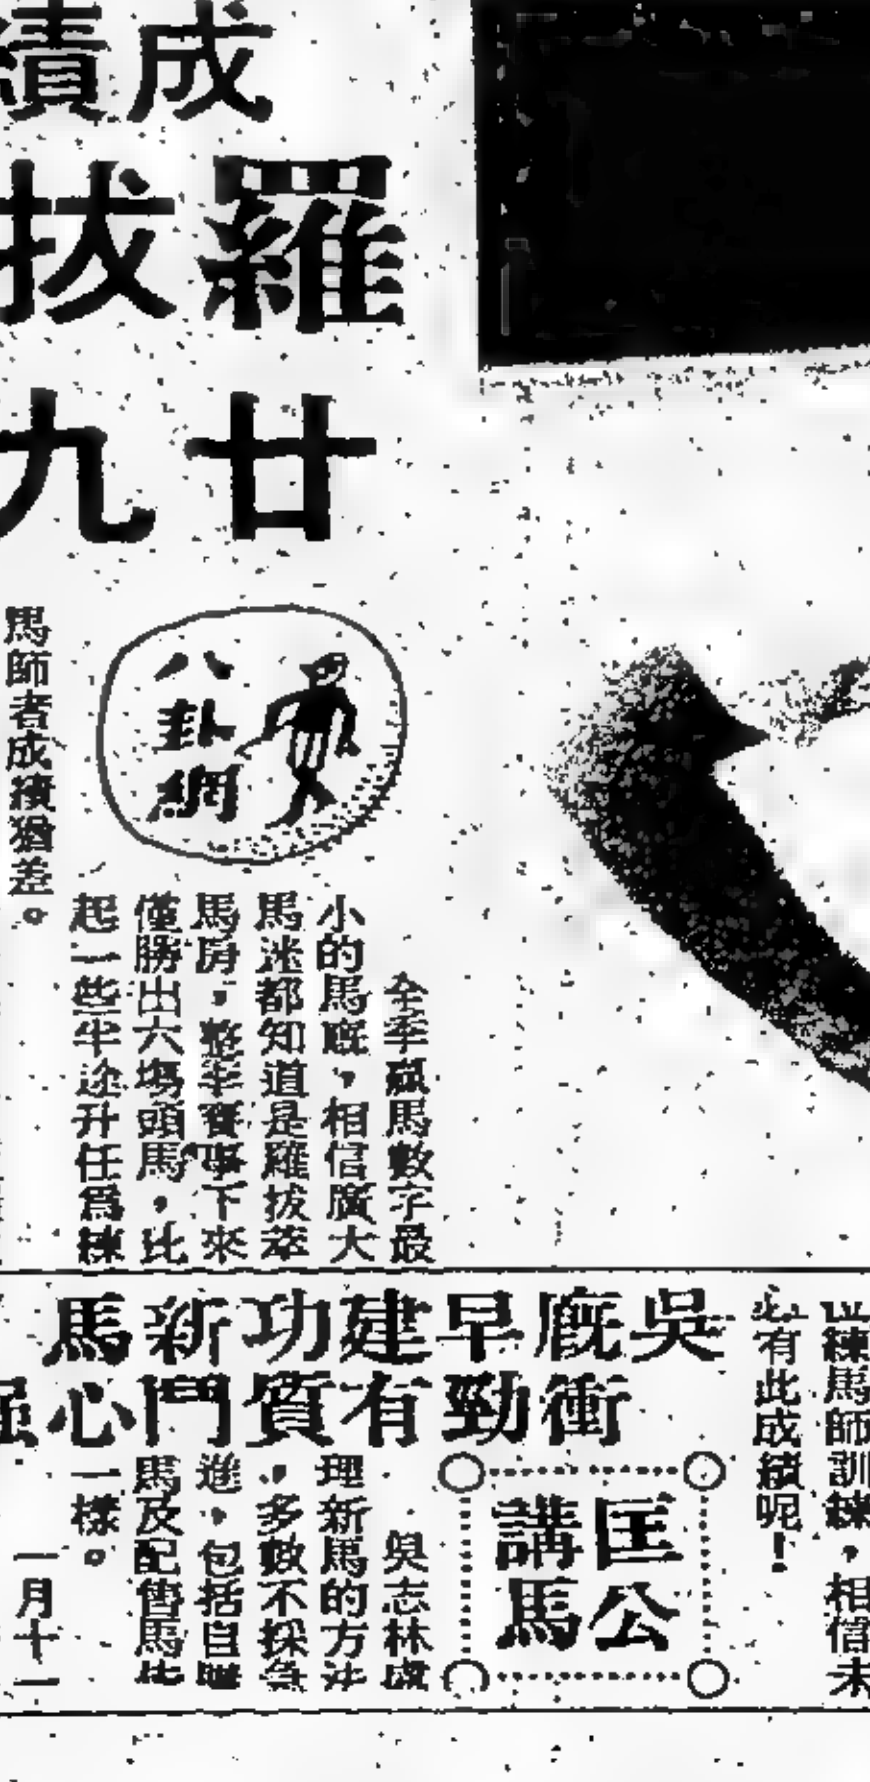 成績
羅拔
廿九
八卦網
全季贏馬數字最
小的馬廐，相信廣大
馬迷都知道是羅拔萃
馬房，整季賽事下來
僅勝出六場頭馬，比
起一些半途升任為練
馬師者成績猶差。
練馬師訓練，相信未
必有此成績呢！
吳廐早建功新馬
衝勁有質鬥心强
匡公講馬
吳志林處
理新馬的方法
，多數不採急
進，包括自購
馬及配售馬
一樣。
一月十一